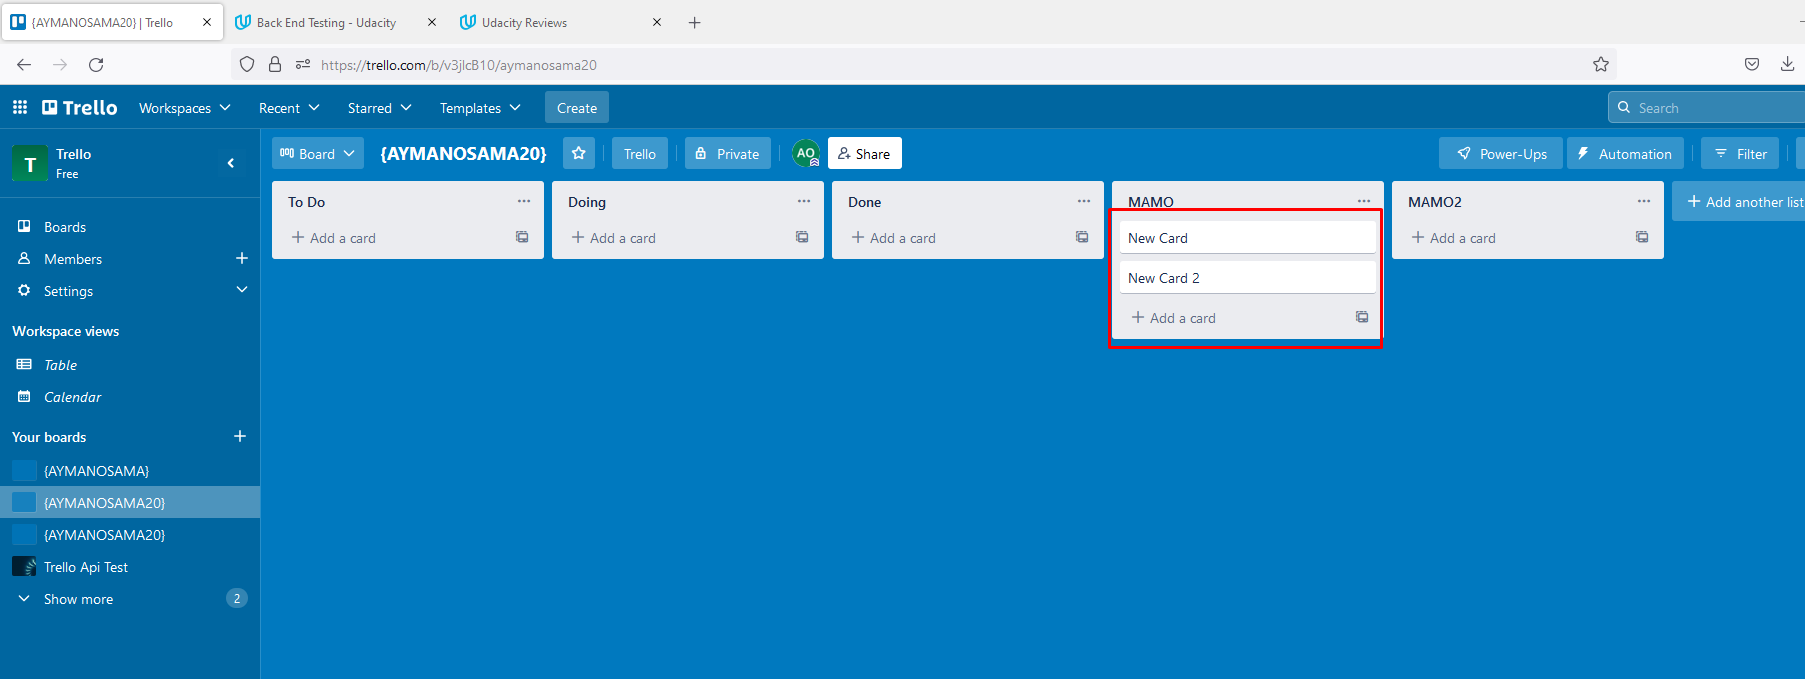 {AYMANOSAMA20} | Trello
Back End Testing - Udacity
Udacity Reviews
https://trello.com/b/v3jlcB10/aymanosama20
Trello
Workspaces
Recent
Starred
Templates
Create
Search
T
Trello
Free
Board
{AYMANOSAMA20}
Trello
Private
AO
Share
Power-Ups
Automation
Filter
Boards
Members
Settings
Workspace views
Table
Calendar
Your boards
{AYMANOSAMA}
{AYMANOSAMA20}
{AYMANOSAMA20}
Trello Api Test
Show more
2
To Do
Add a card
Doing
Add a card
Done
Add a card
MAMO
New Card
New Card 2
Add a card
MAMO2
Add a card
Add another list